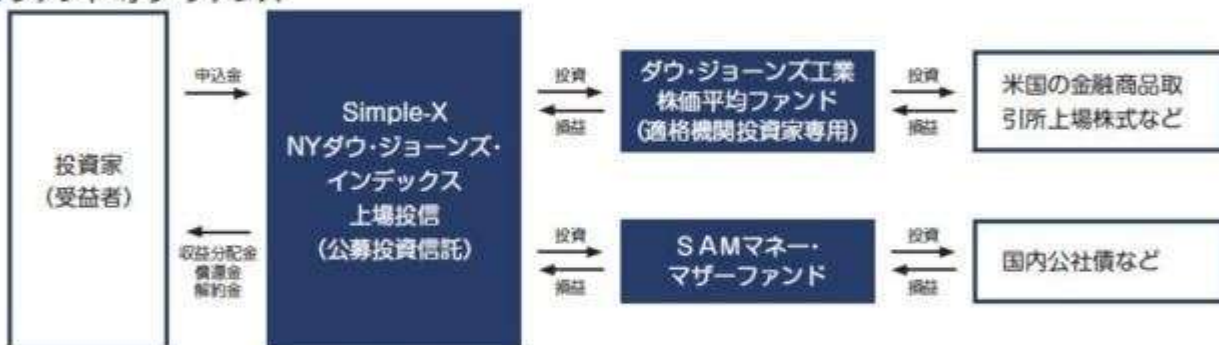 投資家
(受益者)
申込金
収益分配金
償還金
解約金
Simple-X
NYダウ・ジョーンズ・
インデックス
上場投信
(公募投資信託)
投資
損益
ダウ・ジョーンズ工業
株価平均ファンド
(適格機関投資家専用)
投資
損益
米国の金融商品取
引所上場株式など
投資
損益
SAMマネー・
マザーファンド
投資
損益
国内公社債など